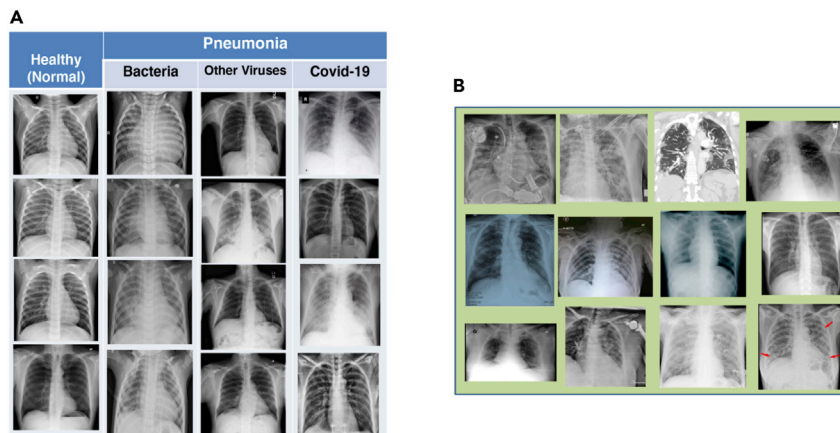 A
Pneumonia
Healthy
(Normal)
Bacteria
Other Viruses
Covid-19
B